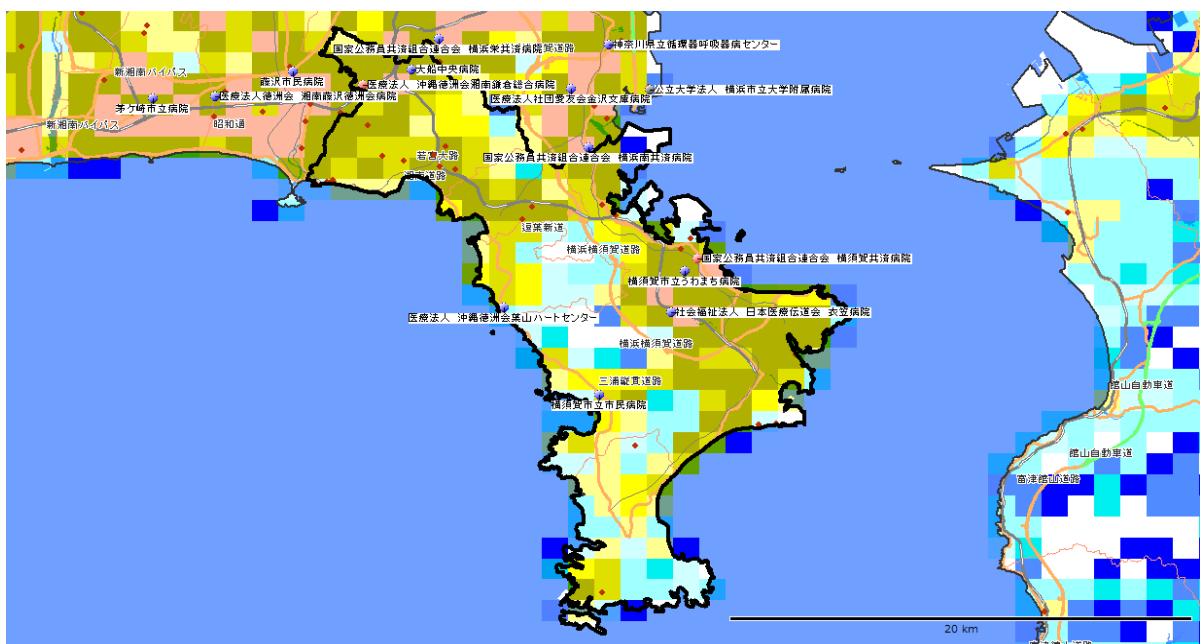 国家公務員共済組合連合会 横浜栄共済病院
賀道路
神奈川県立循環器呼吸器病センター
新湘南バイパス
藤沢市民病院
大船中央病院
医療法人 沖縄徳洲会湘南鎌倉総合病院
茅ケ崎市立病院
医療法人徳洲会 湘南藤沢徳洲会病院
医療法人社団愛友会金沢文庫病院
公立大学法人 横浜市立大学附属病院
新湘南バイパス
昭和通
若宮大路
国家公務員共済組合連合会 横浜南共済病院
湘南道路
逗葉新道
横浜横須賀道路
国家公務員共済組合連合会 横須賀共済病院
横須賀市立うわまち病院
医療法人 沖縄徳洲会葉山ハートセンター
社会福祉法人 日本医療伝道会 衣笠病院
横浜横須賀道路
三浦縦貫道路
横須賀市立市民病院
館山自動車道
館山自動車道
富津館山道路
20 km
富津館山道路